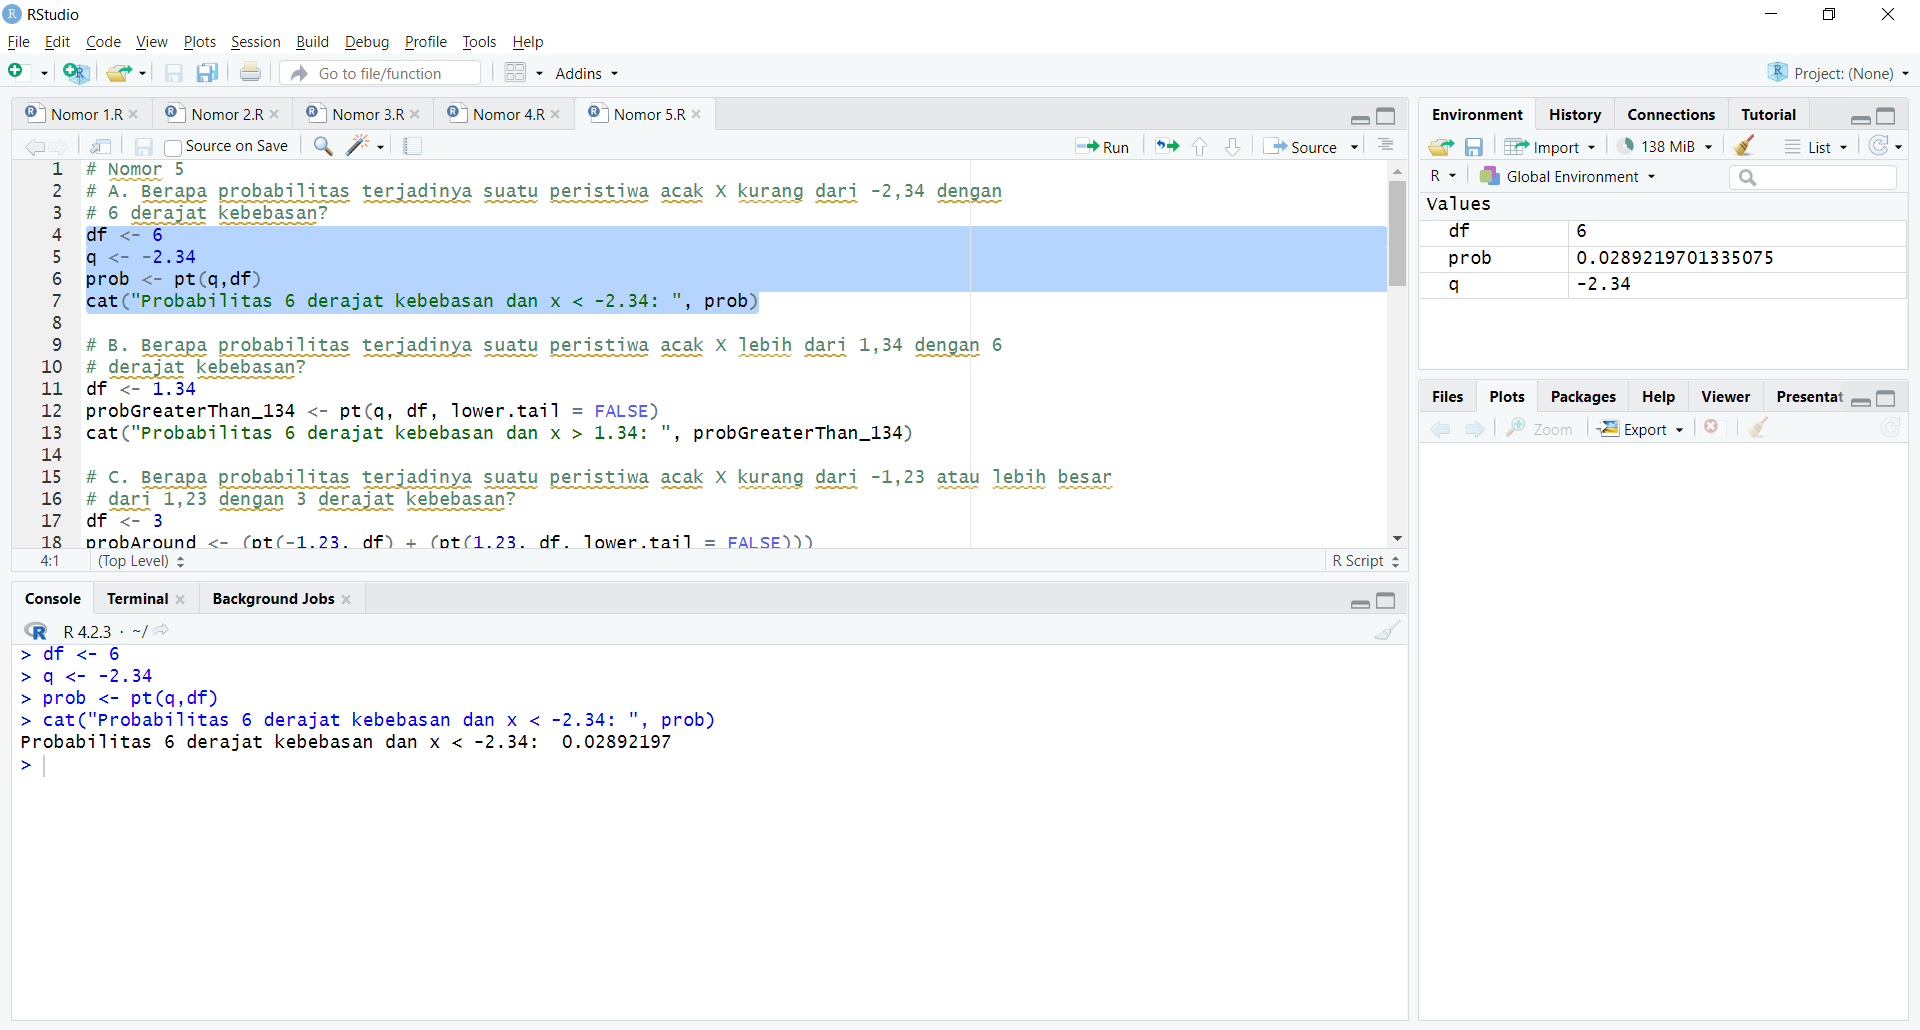 RStudio
File Edit Code View Plots Session Build Debug Profile Tools Help
Go to file/function Addins Project: (None)
Nomor 1.R Nomor 2.R Nomor 3.R Nomor 4.R Nomor 5.R
Source on Save Run Source
1 # Nomor 5
2 # A. Berapa probabilitas terjadinya suatu peristiwa acak X kurang dari -2,34 dengan
3 # 6 derajat kebebasan?
4 df <- 6
5 q <- -2.34
6 prob <- pt(q,df)
7 cat("Probabilitas 6 derajat kebebasan dan x < -2.34: ", prob)
8
9 # B. Berapa probabilitas terjadinya suatu peristiwa acak X lebih dari 1,34 dengan 6
10 # derajat kebebasan?
11 df <- 1.34
12 probGreaterThan_134 <- pt(q, df, lower.tail = FALSE)
13 cat("Probabilitas 6 derajat kebebasan dan x > 1.34: ", probGreaterThan_134)
14
15 # C. Berapa probabilitas terjadinya suatu peristiwa acak X kurang dari -1,23 atau lebih besar
16 # dari 1,23 dengan 3 derajat kebebasan?
17 df <- 3
18 probAround <- (pt(-1.23, df) + (pt(1.23, df, lower.tail = FALSE)))
4:1 (Top Level) R Script
Console Terminal Background Jobs
R R 4.2.3 · ~/
> df <- 6
> q <- -2.34
> prob <- pt(q,df)
> cat("Probabilitas 6 derajat kebebasan dan x < -2.34: ", prob)
Probabilitas 6 derajat kebebasan dan x < -2.34:  0.02892197
>
Environment History Connections Tutorial
Import 138 MiB List
R Global Environment
Values
df 6
prob 0.0289219701335075
q -2.34
Files Plots Packages Help Viewer Presentat
Zoom Export